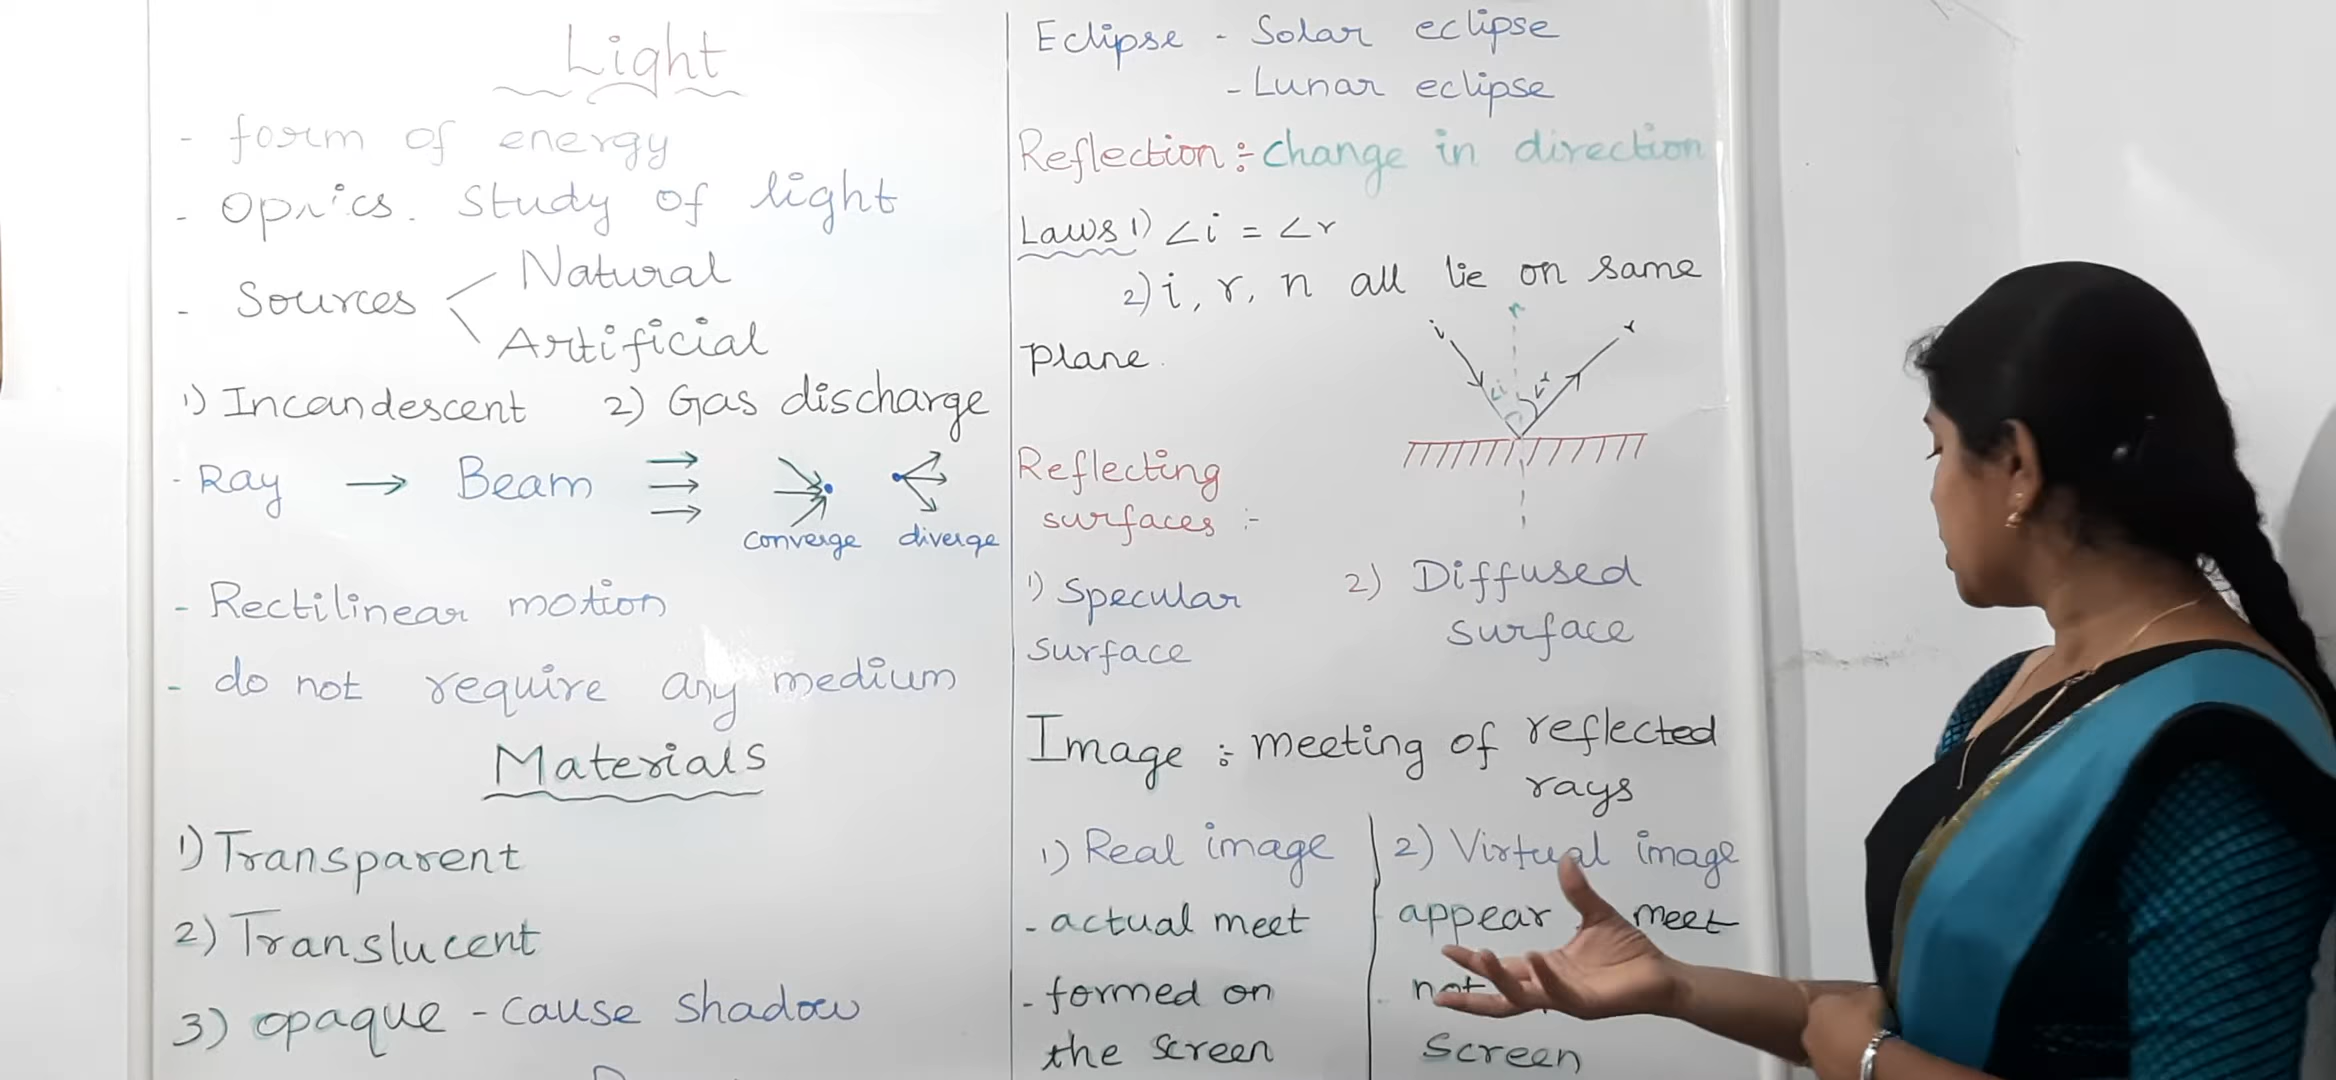 Light
- form of energy
- Optics. Study of light
- Sources
Natural
Artificial
1) Incandescent 2) Gas discharge
- Ray → Beam
converge diverge
- Rectilinear motion
- do not require any medium
Materials
1) Transparent
2) Translucent
3) opaque - cause shadow
Eclipse - Solar eclipse
- Lunar eclipse
Reflection :- change in direction
Laws 1) ∠i = ∠r
2) i, r, n all lie on same
plane.
i n r
∠i ∠r
Reflecting
surfaces :-
1) Specular
surface
2) Diffused
surface
Image :- meeting of reflected
rays
1) Real image
- actual meet
- formed on
the screen
2) Virtual image
appear meet
not
screen